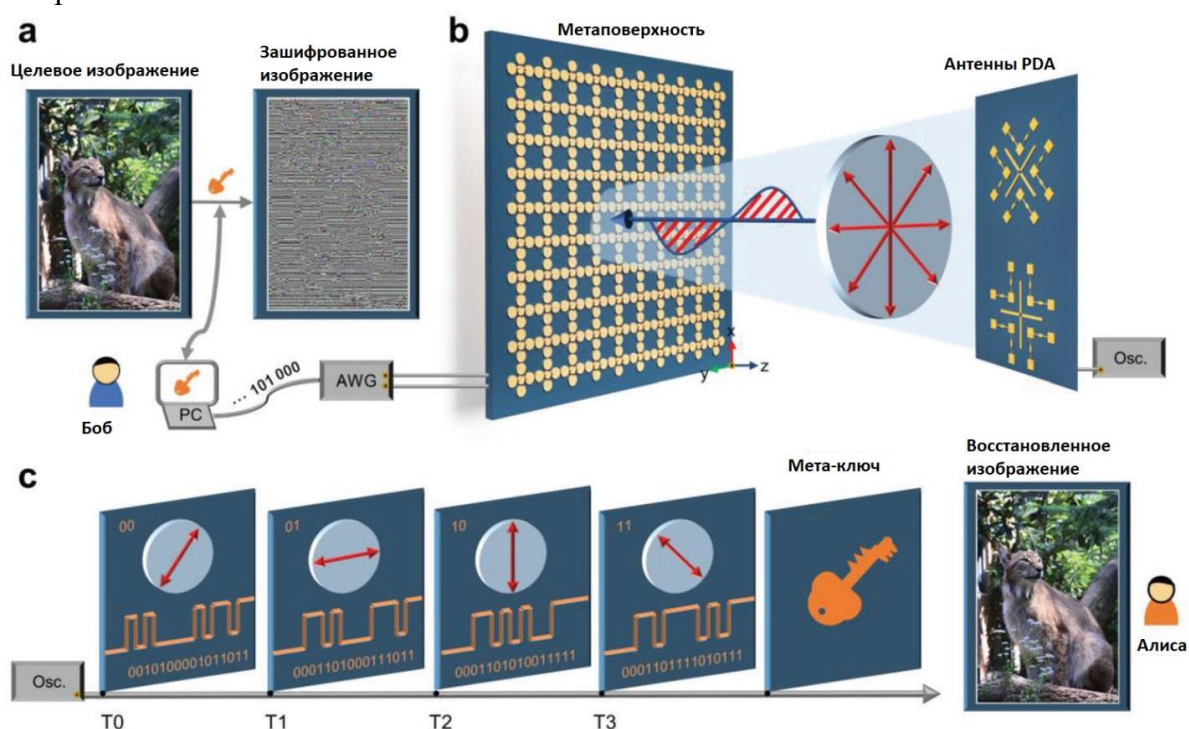 a
Целевое изображение
Зашифрованное
изображение
b
Метаповерхность
Антенны PDA
x
y
z
Osc.
PC
... 101 000
AWG
Боб
c
Мета-ключ
Восстановленное
изображение
00
01
10
11
0010100001011011
0001101000111011
0001101010011111
0001101111010111
Osc.
T0
T1
T2
T3
Алиса